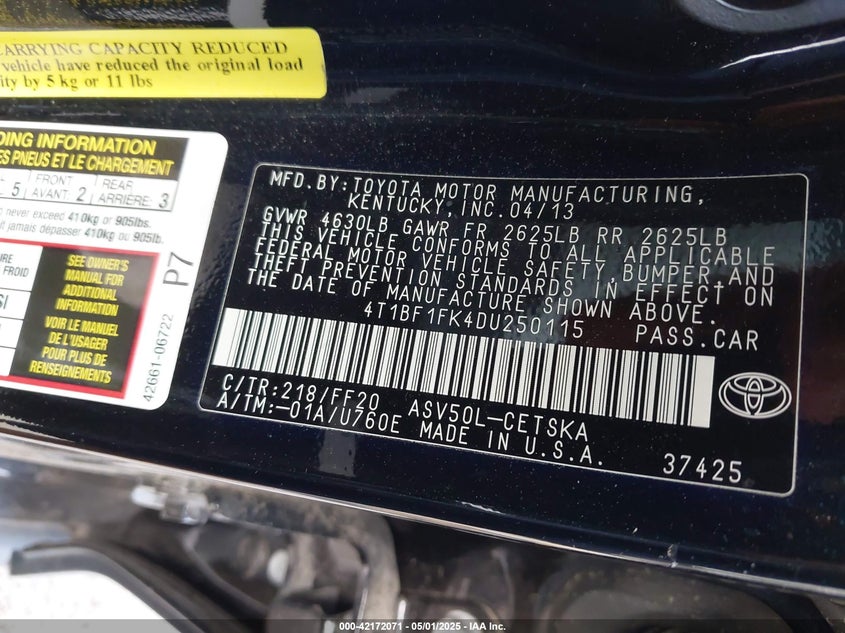 CARRYING CAPACITY REDUCED
vehicle have reduced the original load
by 5 kg or 11 lbs
INFORMATION
PNEUS ET LE CHARGEMENT
5 FRONT AVANT: 2 REAR ARRIÈRE: 3
never exceed 410kg or 905lbs.
jamais dépasser 410kg ou 905lb.
FROID
SEE OWNER'S
MANUAL FOR
ADDITIONAL
INFORMATION
VOIR LE MANUEL
DE L'USAGER
POUR PLUS DE
RENSEIGNEMENTS
42661-06722
P7
MFD.BY:TOYOTA MOTOR MANUFACTURING,
KENTUCKY,INC.04/13
GVWR 4630LB GAWR FR 2625LB RR 2625LB
THIS VEHICLE CONFORMS TO ALL APPLICABLE
FEDERAL MOTOR VEHICLE SAFETY,BUMPER,AND
THEFT PREVENTION STANDARDS IN EFFECT ON
THE DATE OF MANUFACTURE SHOWN ABOVE.
4T1BF1FK4DU250115 PASS.CAR
C/TR:218/FF20 ASV50L-CETSKA
A/TM:-01A/U760E MADE IN U.S.A.
37425
000-42172071 - 05/01/2025 - IAA Inc.